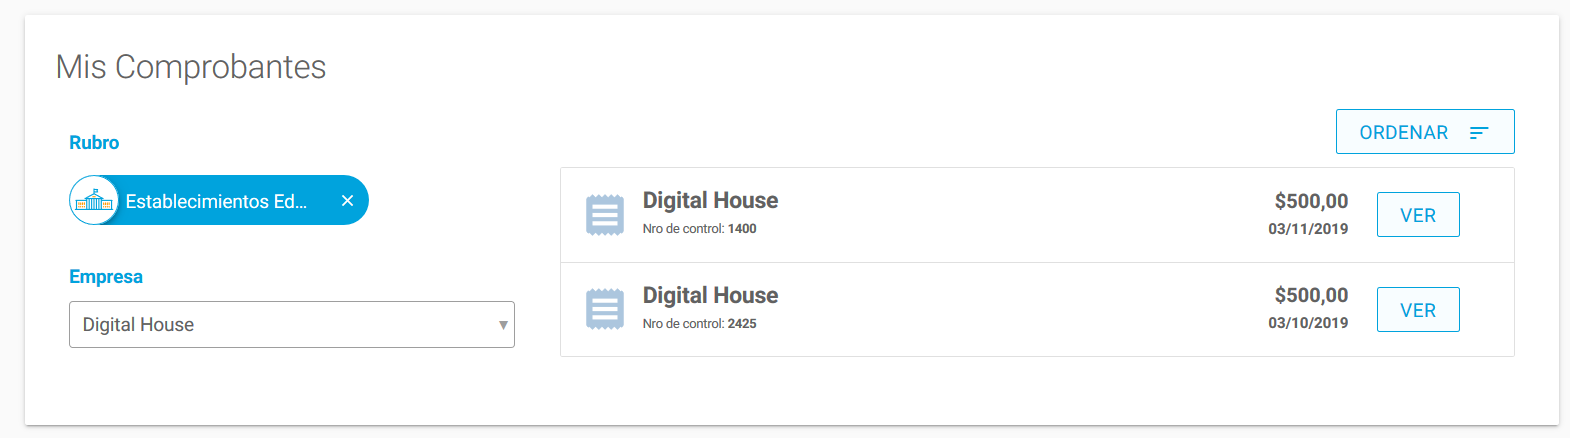 Mis Comprobantes
Rubro
Establecimientos Ed... ×
Empresa
Digital House
ORDENAR
Digital House
Nro de control: 1400
$500,00
03/11/2019
VER
Digital House
Nro de control: 2425
$500,00
03/10/2019
VER